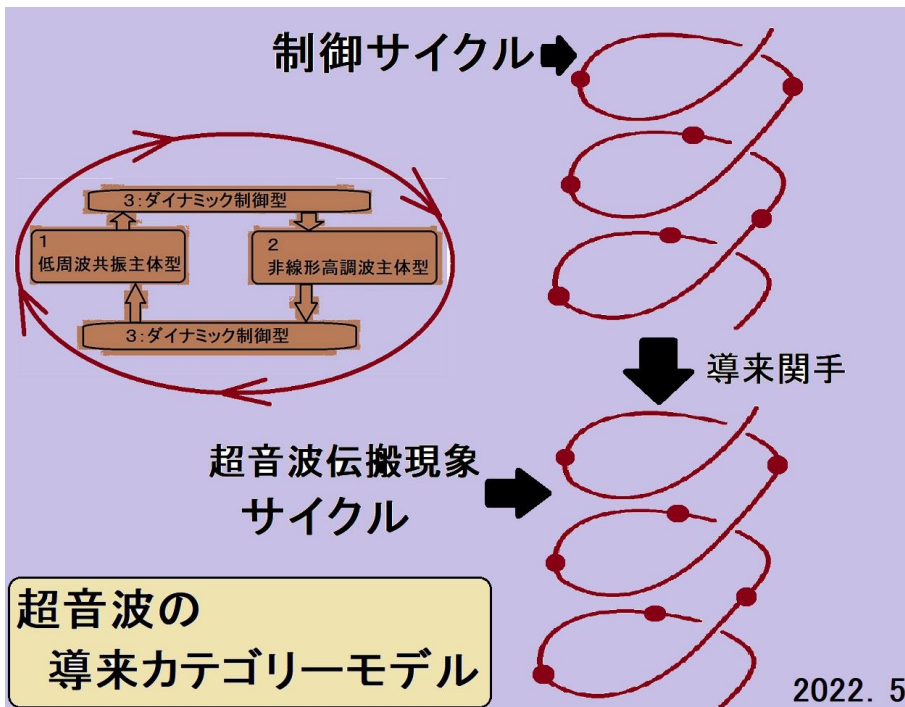 制御サイクル
3:ダイナミック制御型
1
低周波共振主体型
2
非線形高調波主体型
3:ダイナミック制御型
導来関手
超音波伝搬現象
サイクル
超音波の
導来カテゴリーモデル
2022. 5